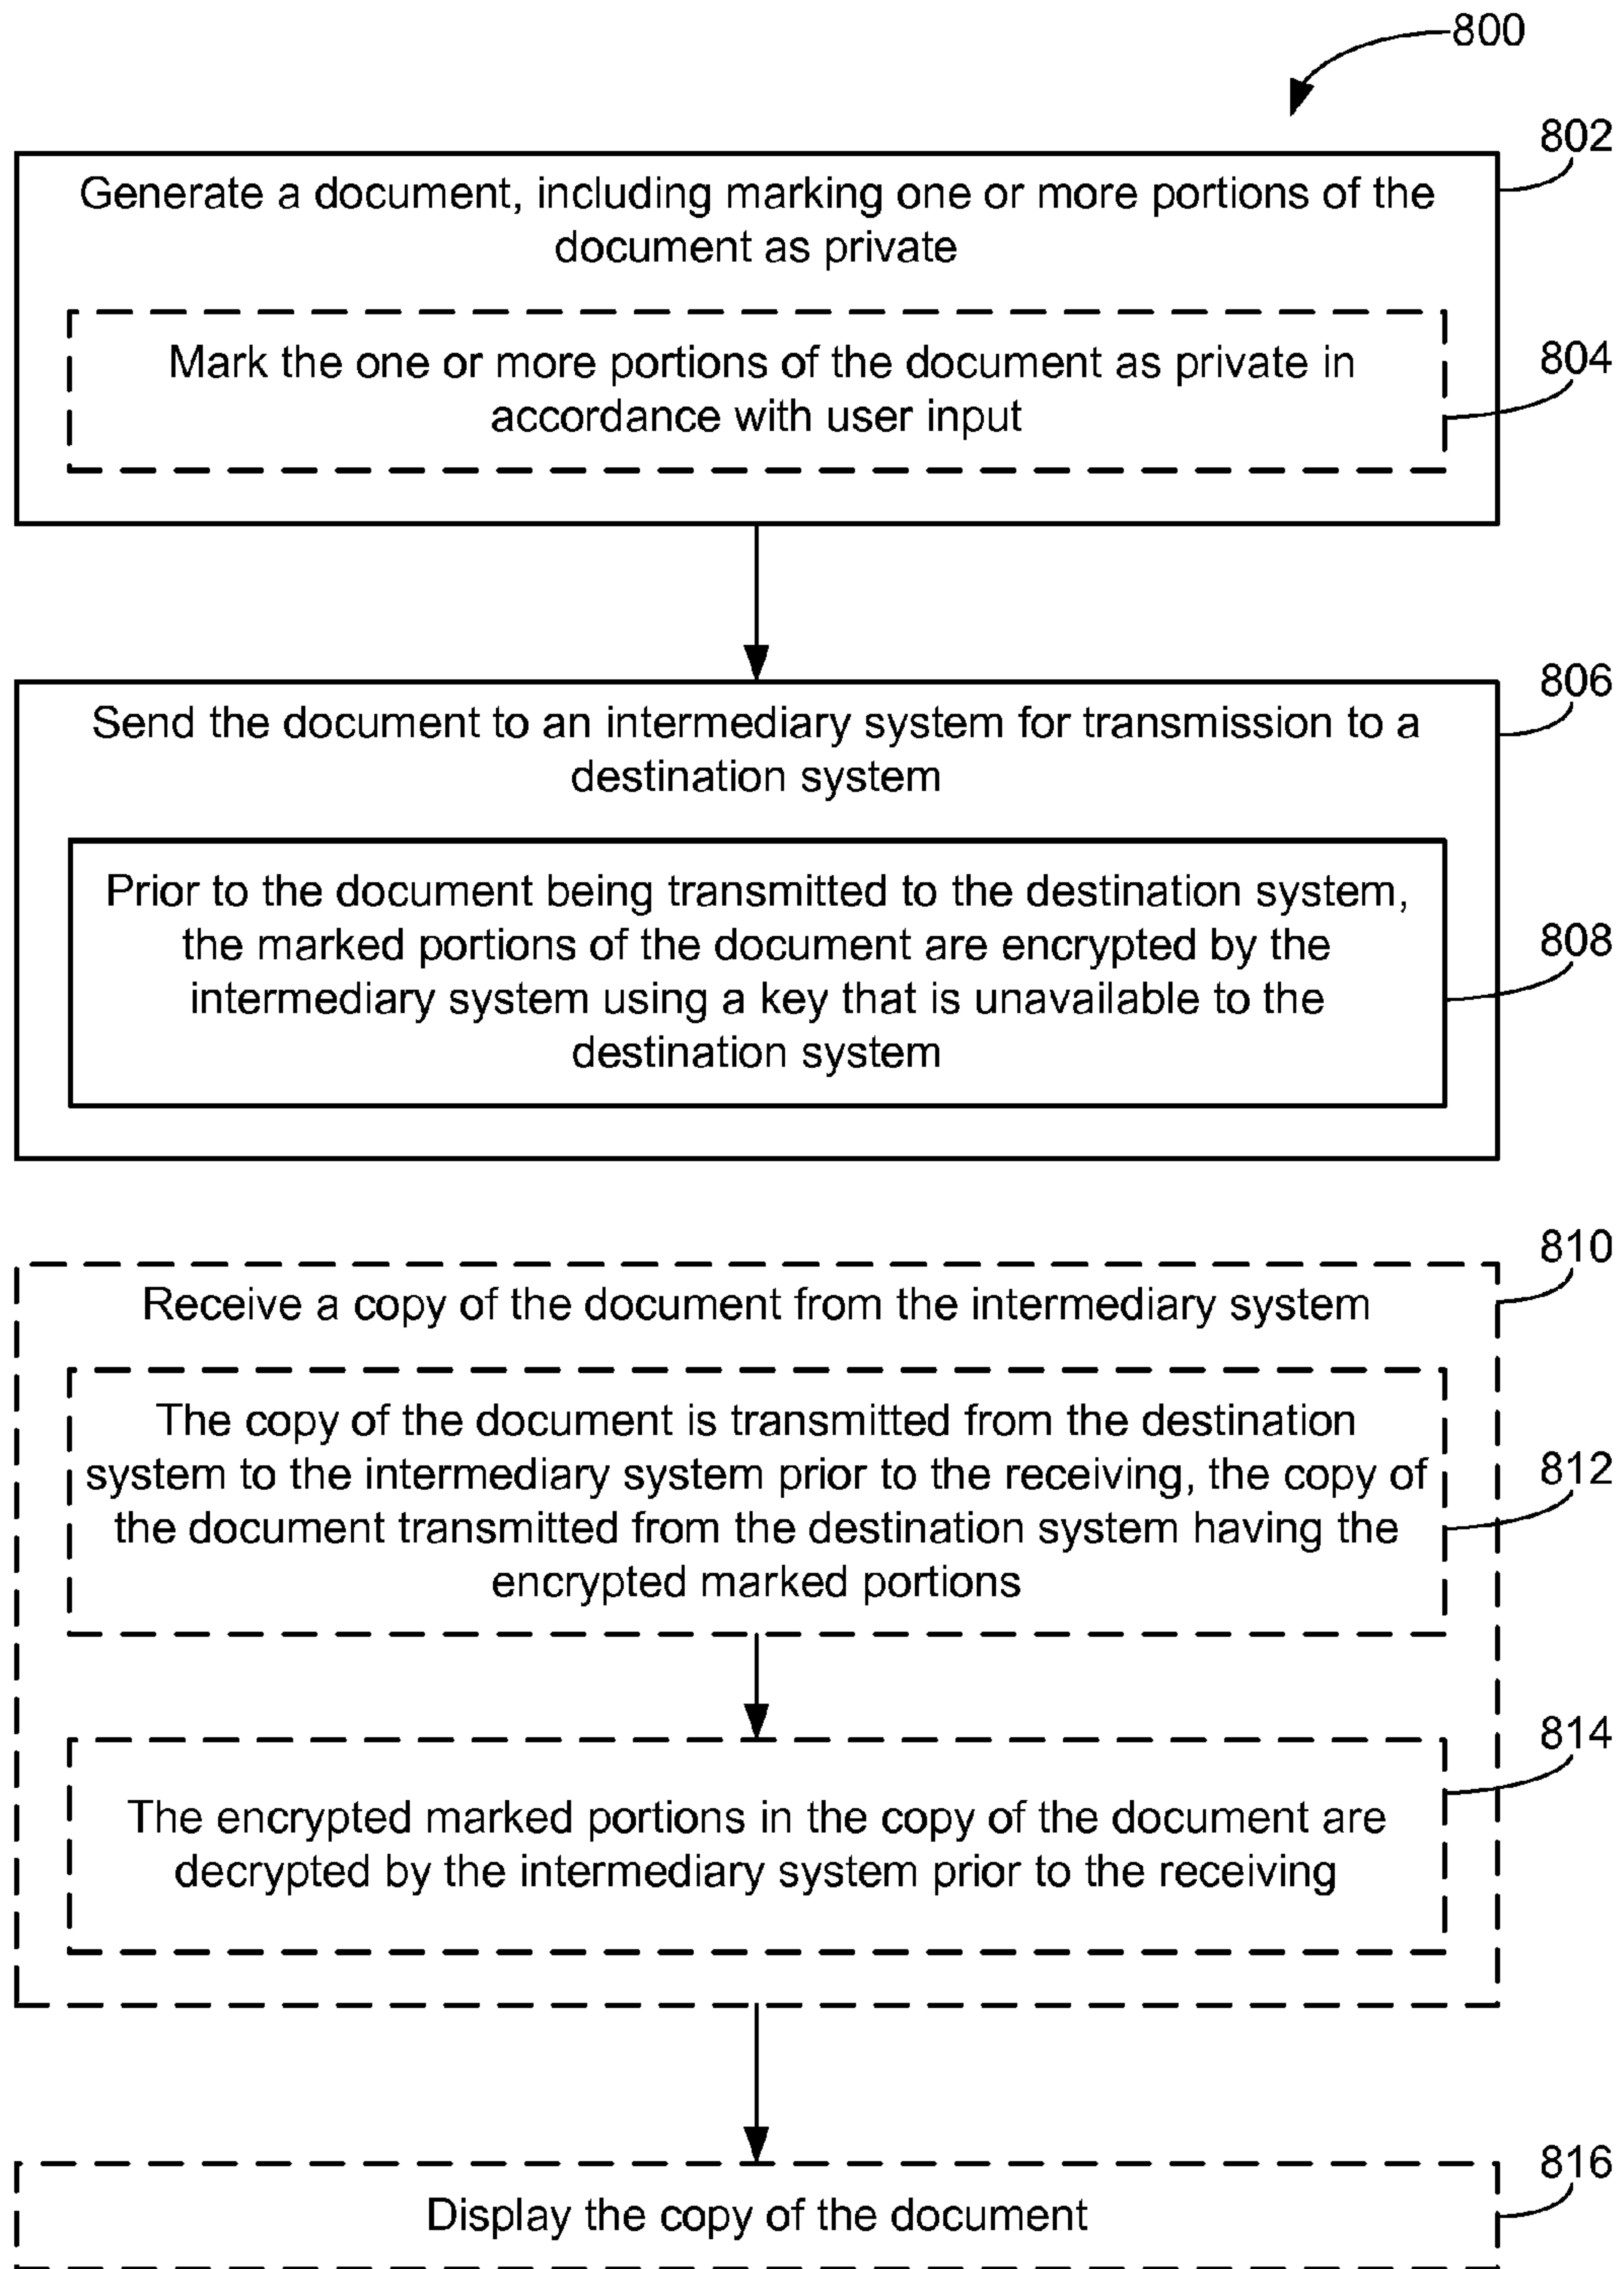 800
802
Generate a document, including marking one or more portions of the
document as private
804
Mark the one or more portions of the document as private in
accordance with user input
806
Send the document to an intermediary system for transmission to a
destination system
808
Prior to the document being transmitted to the destination system,
the marked portions of the document are encrypted by the
intermediary system using a key that is unavailable to the
destination system
810
Receive a copy of the document from the intermediary system
812
The copy of the document is transmitted from the destination
system to the intermediary system prior to the receiving, the copy of
the document transmitted from the destination system having the
encrypted marked portions
814
The encrypted marked portions in the copy of the document are
decrypted by the intermediary system prior to the receiving
816
Display the copy of the document